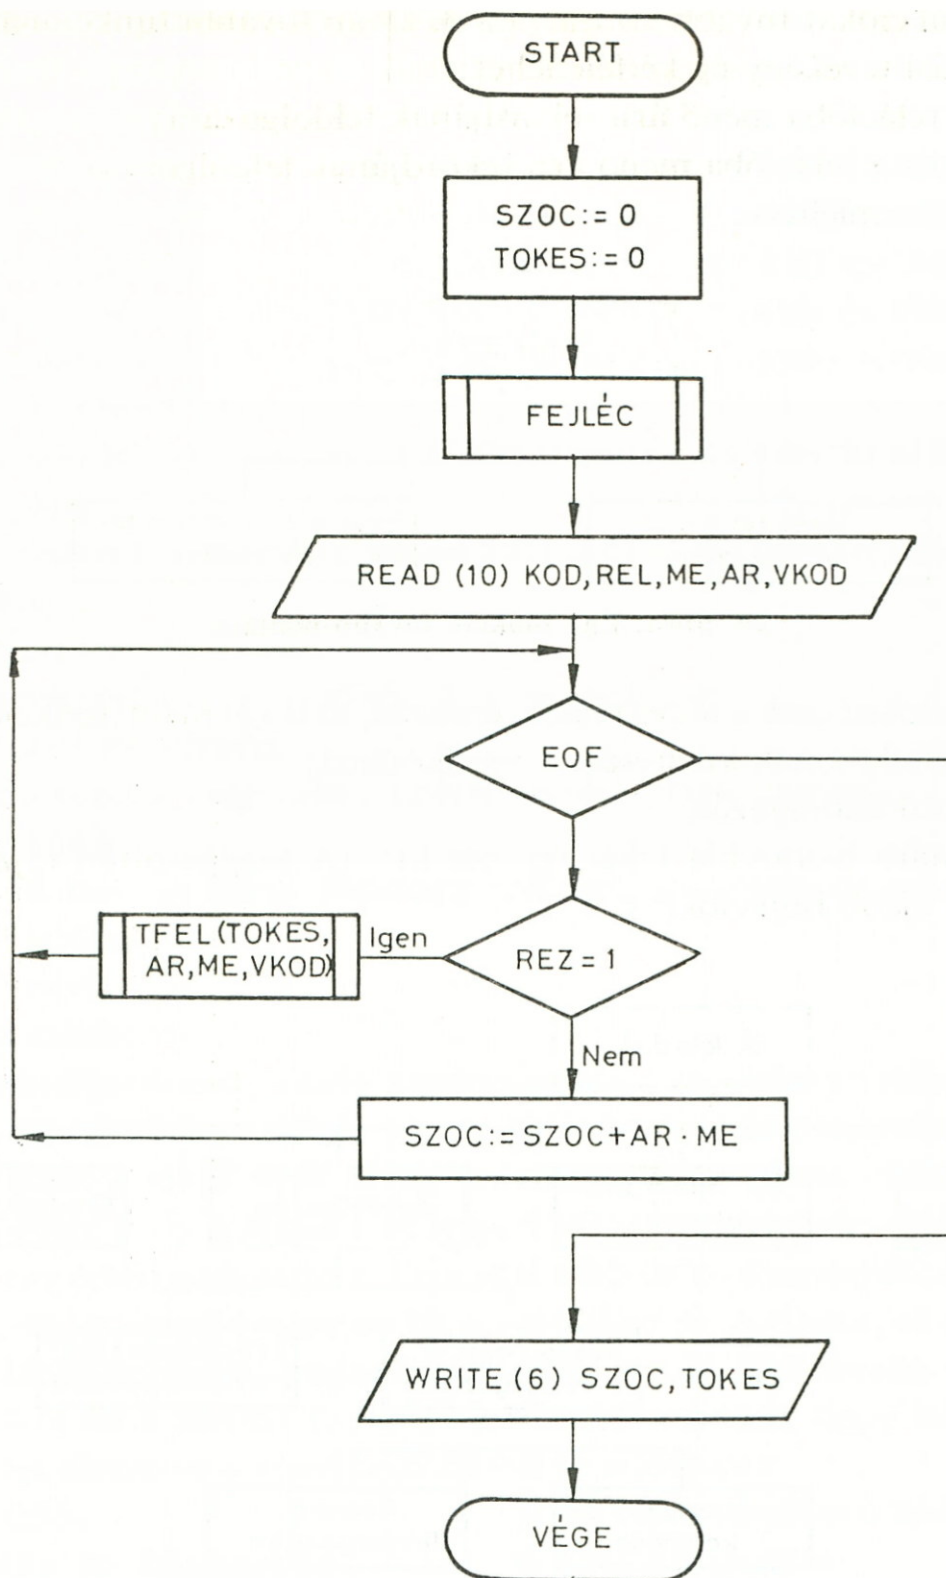 START
SZOC:= 0
TOKES:= 0
FEJLÉC
READ (10) KOD,REL,ME,AR,VKOD
EOF
TFEL(TOKES,
AR,ME,VKOD)
Igen
REZ = 1
Nem
SZOC:= SZOC+AR · ME
WRITE (6) SZOC,TOKES
VÉGE